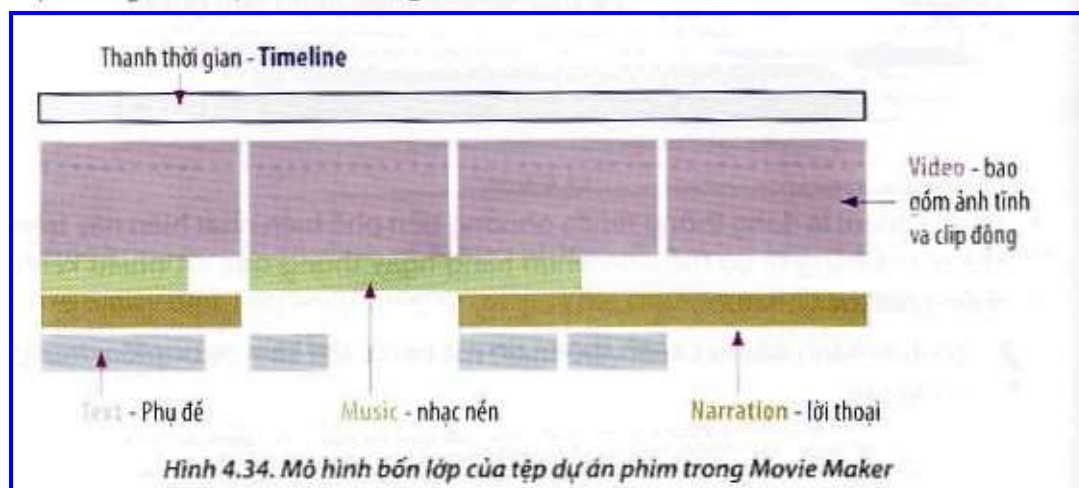 Thanh thời gian - Timeline
Video - bao
gồm ảnh tĩnh
và clip động
Text - Phụ đề
Music - nhạc nền
Narration - lời thoại
Hình 4.34. Mô hình bốn lớp của tệp dự án phim trong Movie Maker